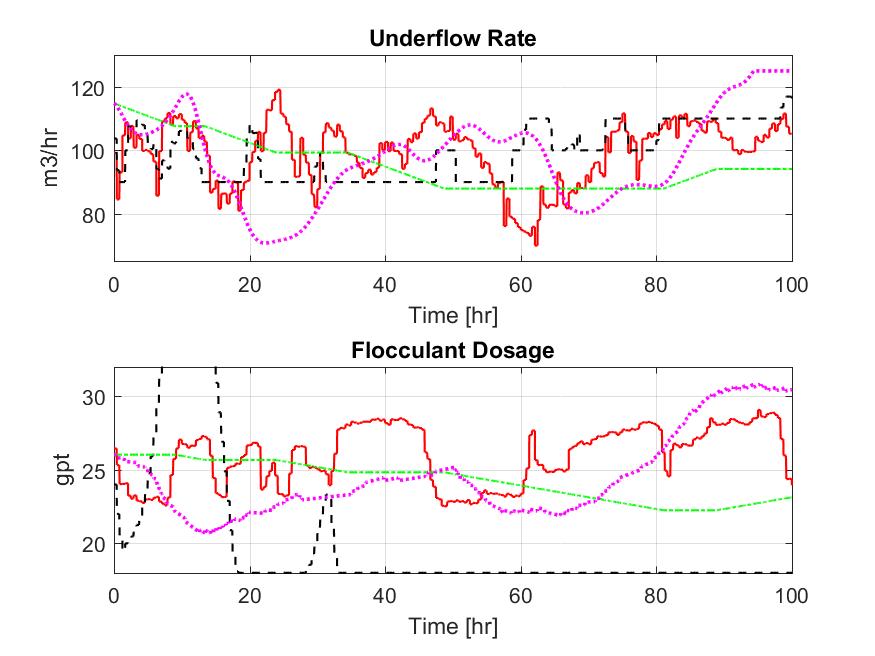 Underflow Rate
m3/hr
120
100
80
0 20 40 60 80 100
Time [hr]
Flocculant Dosage
gpt
30
25
20
0 20 40 60 80 100
Time [hr]